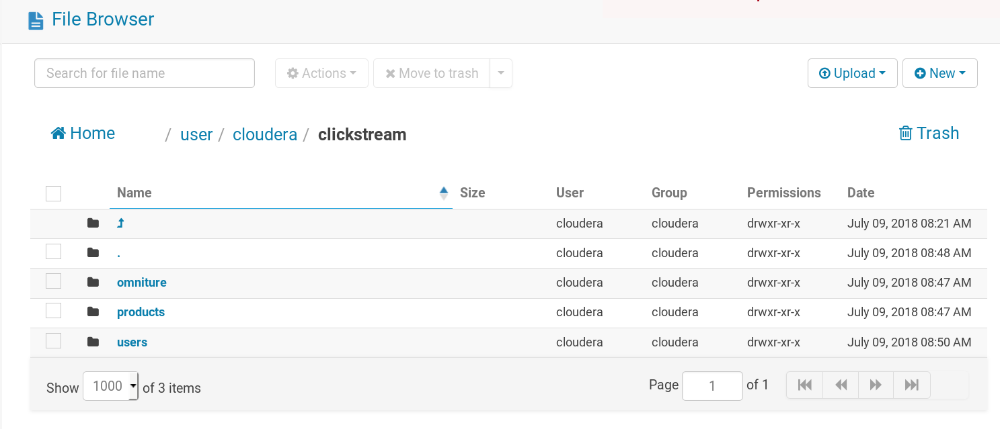 File Browser
Search for file name Actions Move to trash Upload New
Home / user / cloudera / clickstream Trash
Name Size User Group Permissions Date
cloudera cloudera drwxr-xr-x July 09, 2018 08:21 AM
. cloudera cloudera drwxr-xr-x July 09, 2018 08:48 AM
omniture cloudera cloudera drwxr-xr-x July 09, 2018 08:47 AM
products cloudera cloudera drwxr-xr-x July 09, 2018 08:47 AM
users cloudera cloudera drwxr-xr-x July 09, 2018 08:50 AM
Show 1000 of 3 items Page 1 of 1